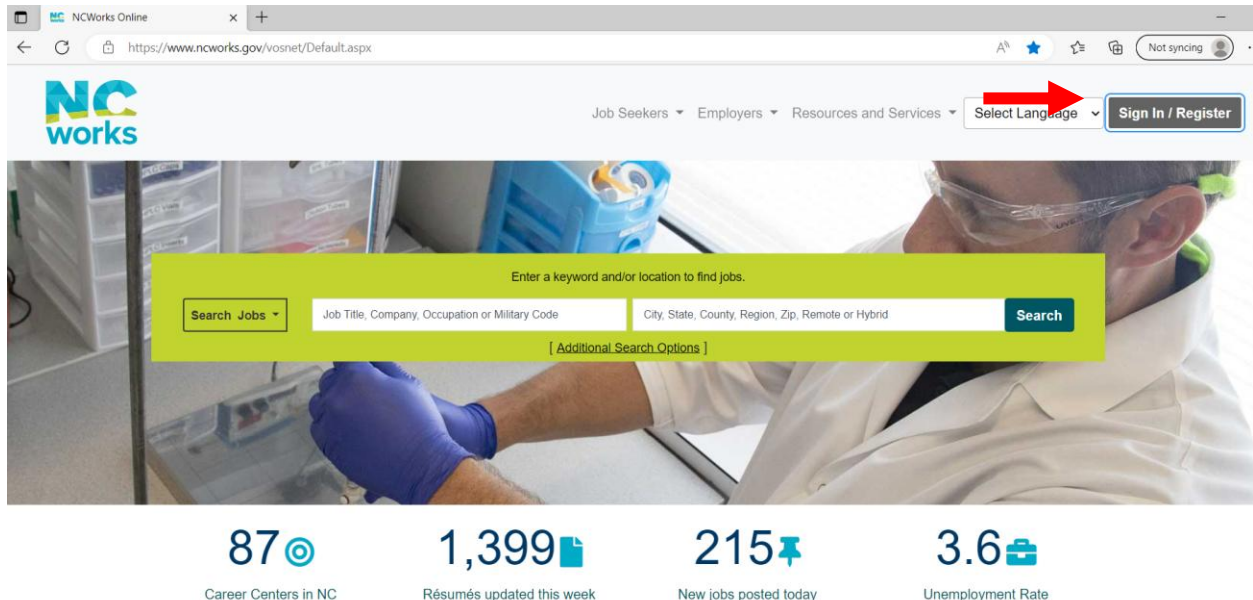 NCWorks Online
https://www.ncworks.gov/vosnet/Default.aspx
Not syncing
NC
works
Job Seekers
Employers
Resources and Services
Select Language
Sign In / Register
Enter a keyword and/or location to find jobs.
Search Jobs
Job Title, Company, Occupation or Military Code
City, State, County, Region, Zip, Remote or Hybrid
Search
[ Additional Search Options ]
87
1,399
215
3.6
Career Centers in NC
Résumés updated this week
New jobs posted today
Unemployment Rate